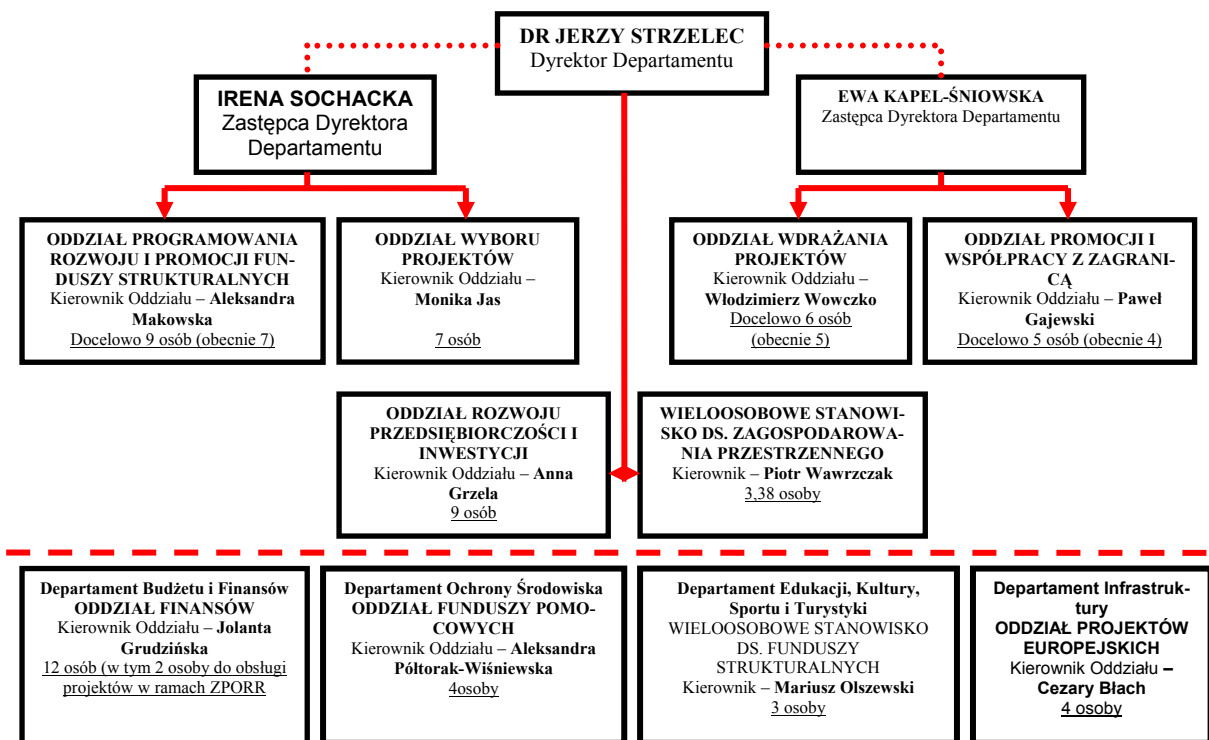 DR JERZY STRZELEC
Dyrektor Departamentu
IRENA SOCHACKA
Zastępca Dyrektora
Departamentu
EWA KAPEL-ŚNIOWSKA
Zastępca Dyrektora Departamentu
ODDZIAŁ PROGRAMOWANIA
ROZWOJU I PROMOCJI FUN-
DUSZY STRUKTURALNYCH
Kierownik Oddziału – Aleksandra
Makowska
Docelowo 9 osób (obecnie 7)
ODDZIAŁ WYBORU
PROJEKTÓW
Kierownik Oddziału –
Monika Jas
7 osób
ODDZIAŁ WDRAŻANIA
PROJEKTÓW
Kierownik Oddziału –
Włodzimierz Wowczko
Docelowo 6 osób
(obecnie 5)
ODDZIAŁ PROMOCJI I
WSPÓŁPRACY Z ZAGRANI-
CĄ
Kierownik Oddziału – Paweł
Gajewski
Docelowo 5 osób (obecnie 4)
ODDZIAŁ ROZWOJU
PRZEDSIĘBIORCZOŚCI I
INWESTYCJI
Kierownik Oddziału – Anna
Grzela
9 osób
WIELOOSOBOWE STANOWI-
SKO DS. ZAGOSPODAROWA-
NIA PRZESTRZENNEGO
Kierownik – Piotr Wawrzczak
3,38 osoby
Departament Budżetu i Finansów
ODDZIAŁ FINANSÓW
Kierownik Oddziału – Jolanta
Grudzińska
12 osób (w tym 2 osoby do obsługi
projektów w ramach ZPORR
Departament Ochrony Środowiska
ODDZIAŁ FUNDUSZY POMO-
COWYCH
Kierownik Oddziału – Aleksandra
Półtorak-Wiśniewska
4osoby
Departament Edukacji, Kultury,
Sportu i Turystyki
WIELOOSOBOWE STANOWISKO
DS. FUNDUSZY
STRUKTURALNYCH
Kierownik – Mariusz Olszewski
3 osoby
Departament Infrastruk-
tury
ODDZIAŁ PROJEKTÓW
EUROPEJSKICH
Kierownik Oddziału –
Cezary Błach
4 osoby